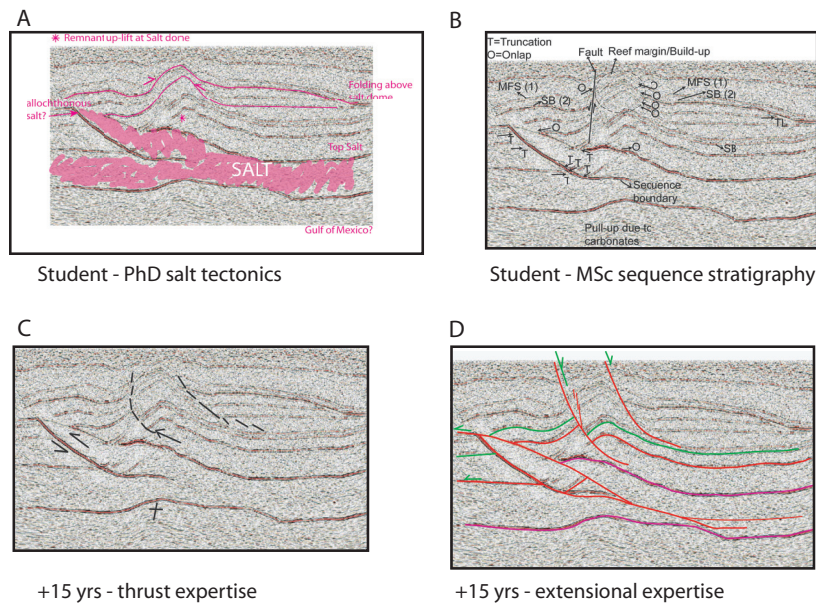 A
* Remnant up-lift at Salt dome
allochthonous
salt?
Folding above
salt dome
Top Salt
SALT
Gulf of Mexico?
Student - PhD salt tectonics
B
T=Truncation
O=Onlap
Fault
Reef margin/Build-up
MFS (1)
SB (2)
O
O
O
O
O
MFS (1)
SB (2)
TL
T
T
O
T
O
SB
T
T
T
T
T
Sequence
boundary
Pull-up due to
carbonates
Student - MSc sequence stratigraphy
C
+15 yrs - thrust expertise
D
+15 yrs - extensional expertise